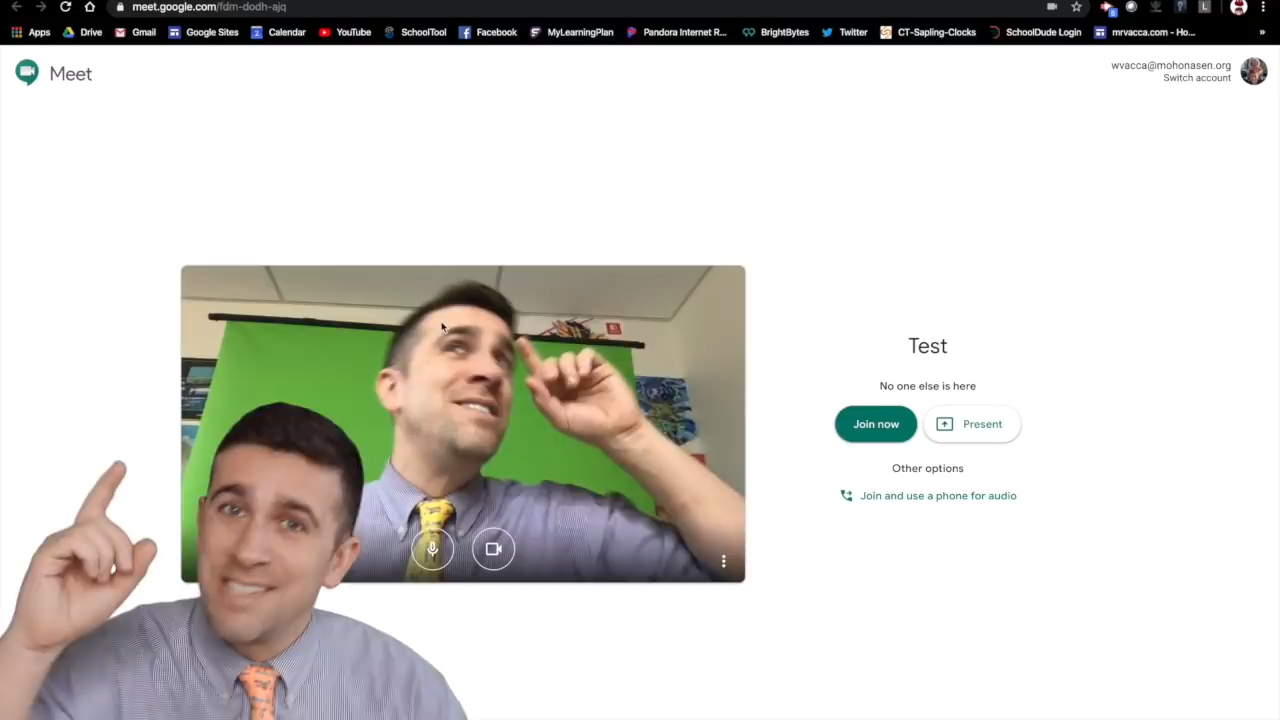 meet.google.com/fdm-dodh-ajq
Apps Drive Gmail Google Sites Calendar YouTube SchoolTool Facebook MyLearningPlan Pandora Internet R... BrightBytes Twitter CT-Sapling-Clocks SchoolDude Login mrvacca.com - Ho... »
Meet
wvacca@mohonasen.org
Switch account
Test
No one else is here
Join now Present
Other options
Join and use a phone for audio